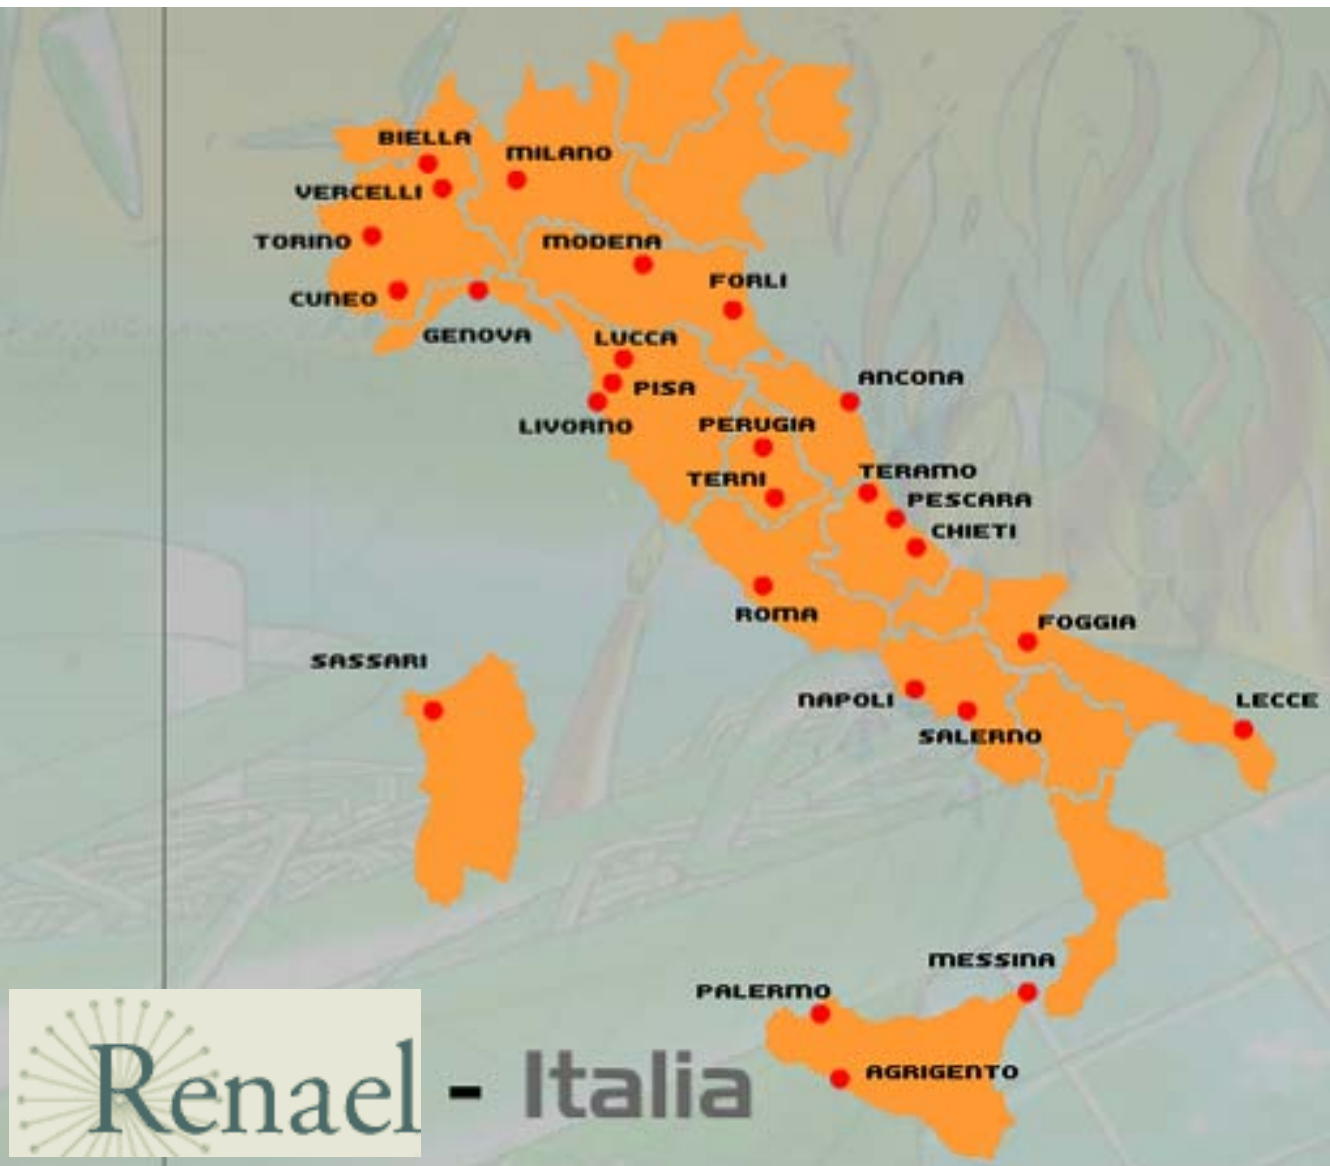 BIELLA
MILANO
VERCELLI
TORINO
MODENA
CUNEO
FORLI
GENOVA
LUCCA
PISA
ANCONA
LIVORNO
PERUGIA
TERNI
TERAMO
PESCARA
CHIETI
ROMA
FOGGIA
SASSARI
NAPOLI
LECCE
SALERNO
MESSINA
PALERMO
AGRIGENTO
Renael - Italia